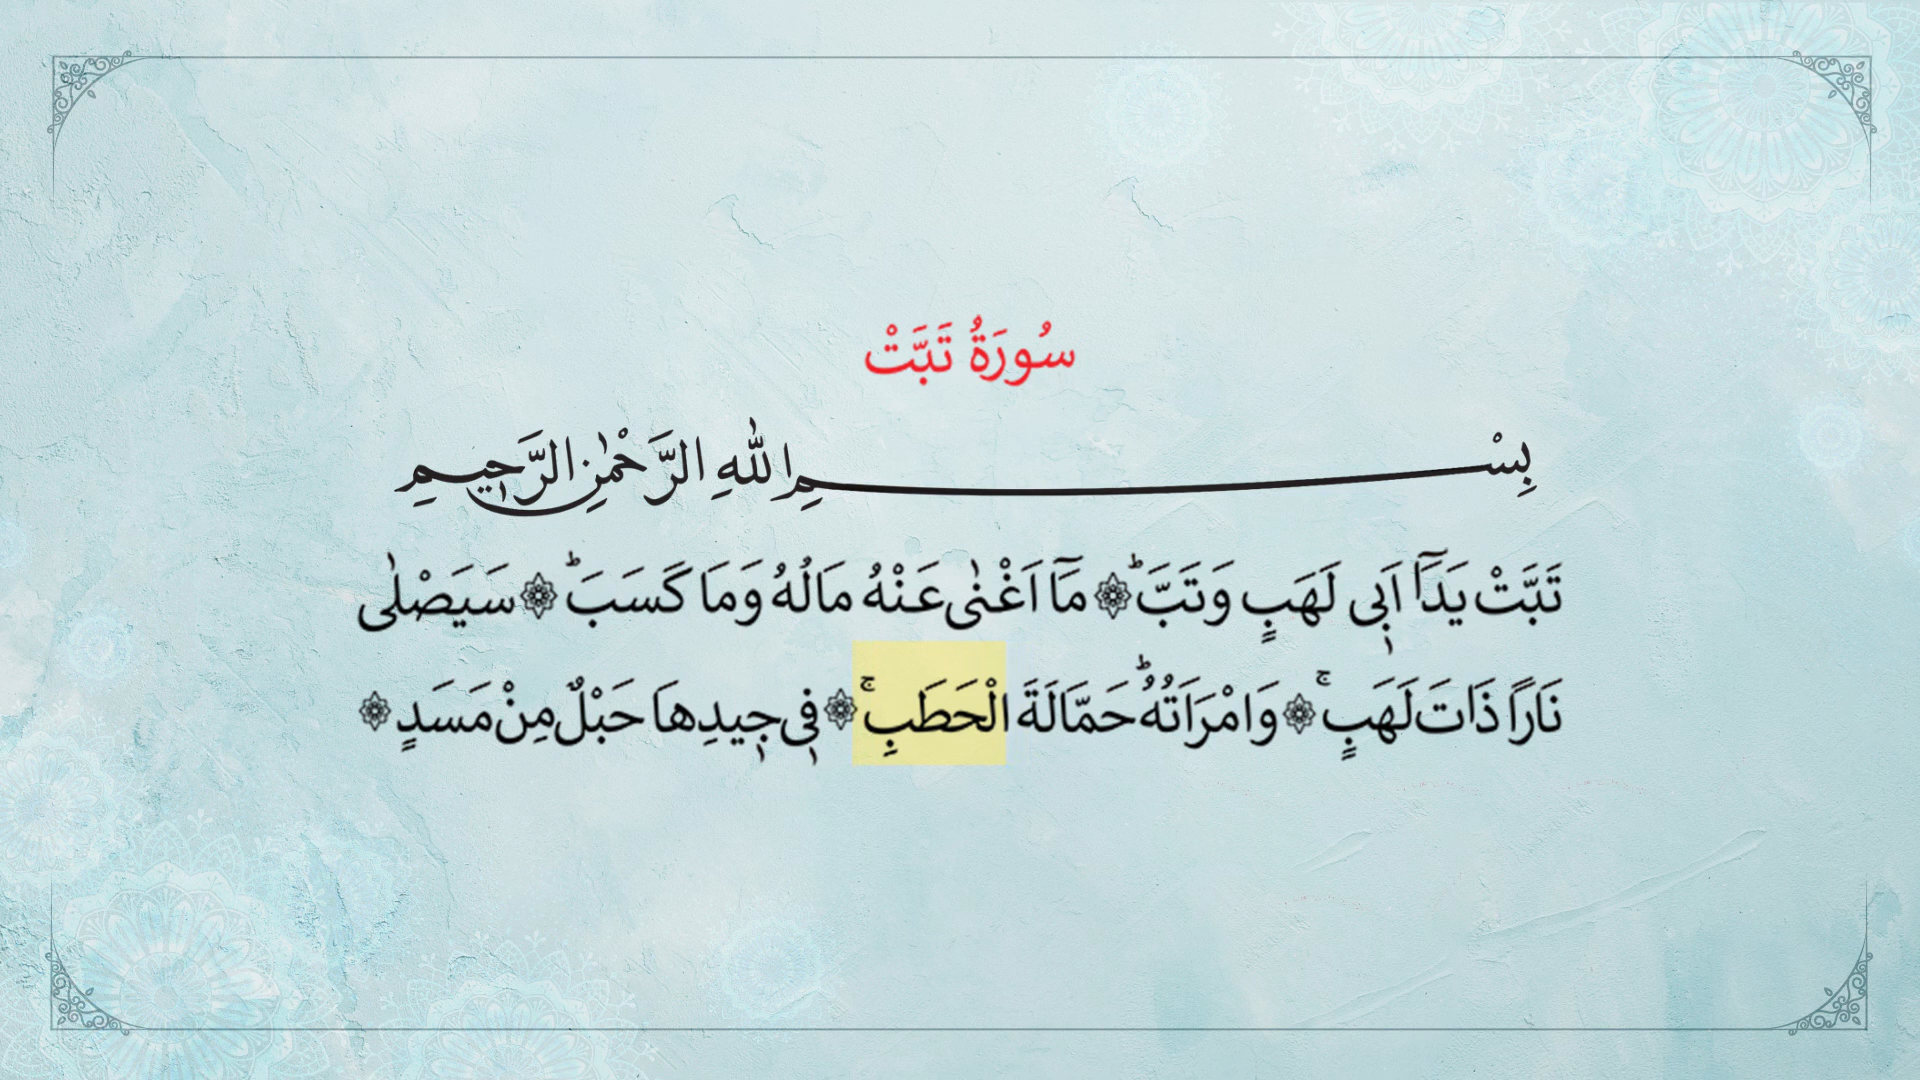 سُورَةُ تَبَّتْ
بِسْمِ اللّٰهِ الرَّحْمٰنِ الرَّحِيمِ
تَبَّتْ يَدَٓا اَبٖى لَهَبٍ وَتَبَّؕ ۞ مَٓا اَغْنٰى عَنْهُ مَالُهُ وَمَا كَسَبَؕ ۞ سَيَصْلٰى
نَارًا ذَاتَ لَهَبٍۚ ۞ وَامْرَاَتُهُؕ حَمَّالَةَ الْحَطَبِۚ ۞ فٖى جٖيدِهَا حَبْلٌ مِنْ مَسَدٍ ۞